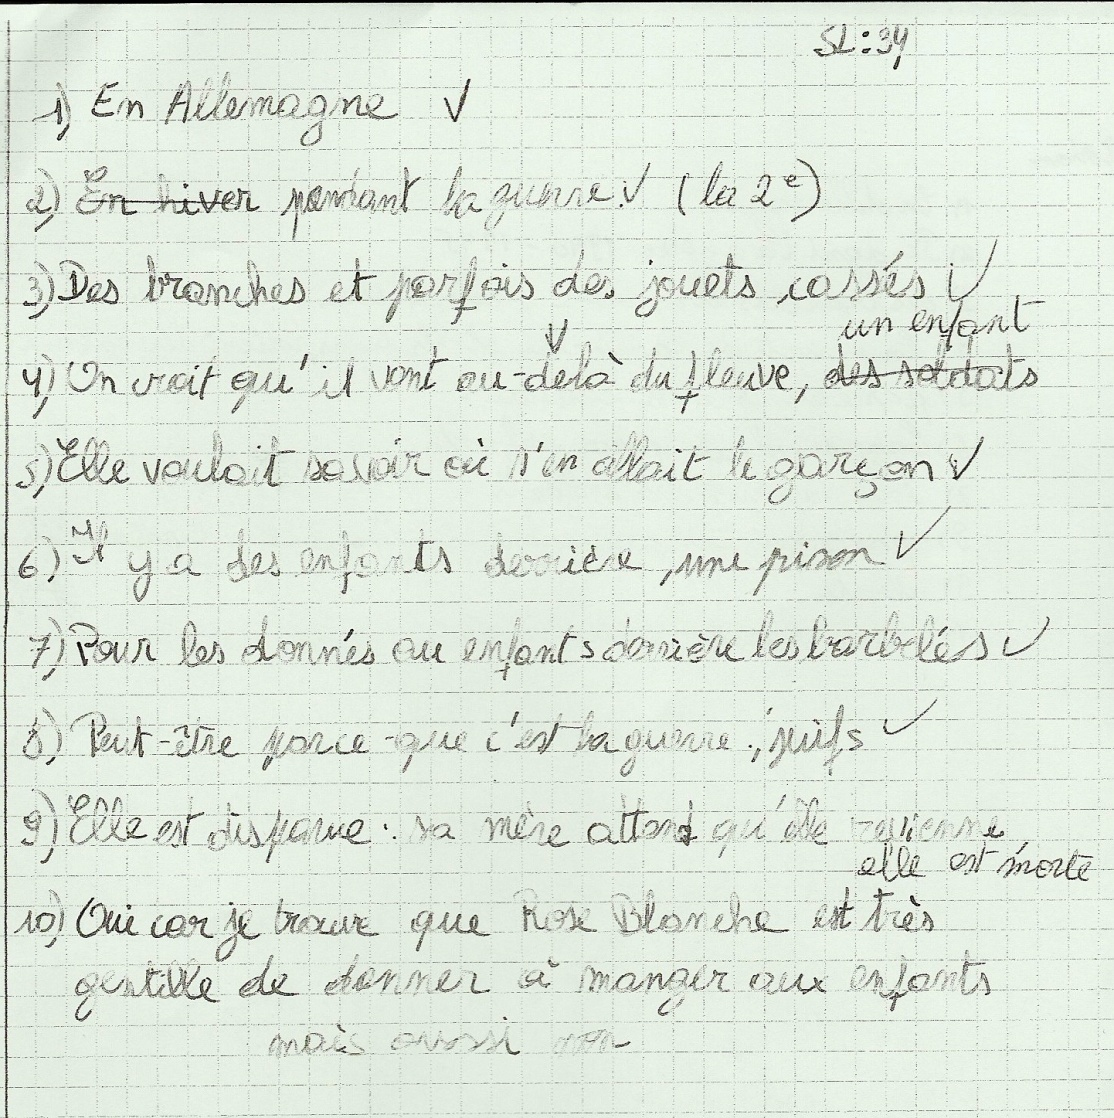 SL:34
1) En Allemagne ✓
2) En hiver pendant la guerre. ✓ (la 2e)
3) Des branches et parfois des jouets cassés ✓
un enfant
4) On croit qu'il vont au-delà du fleuve, des soldats
5) Elle voulait savoir où s'en allait le garçon ✓
6) Il y a des enfants derrière, une prison ✓
7) Pour les donnés au enfants derrière les barbelés ✓
8) Peut-être parce-que c'est la guerre., juifs ✓
9) Elle est disparue. sa mère attend qu'elle revienne
elle est morte
10) Oui car je trouve que Rose Blanche est très
gentille de donner à manger aux enfants
mais aussi non